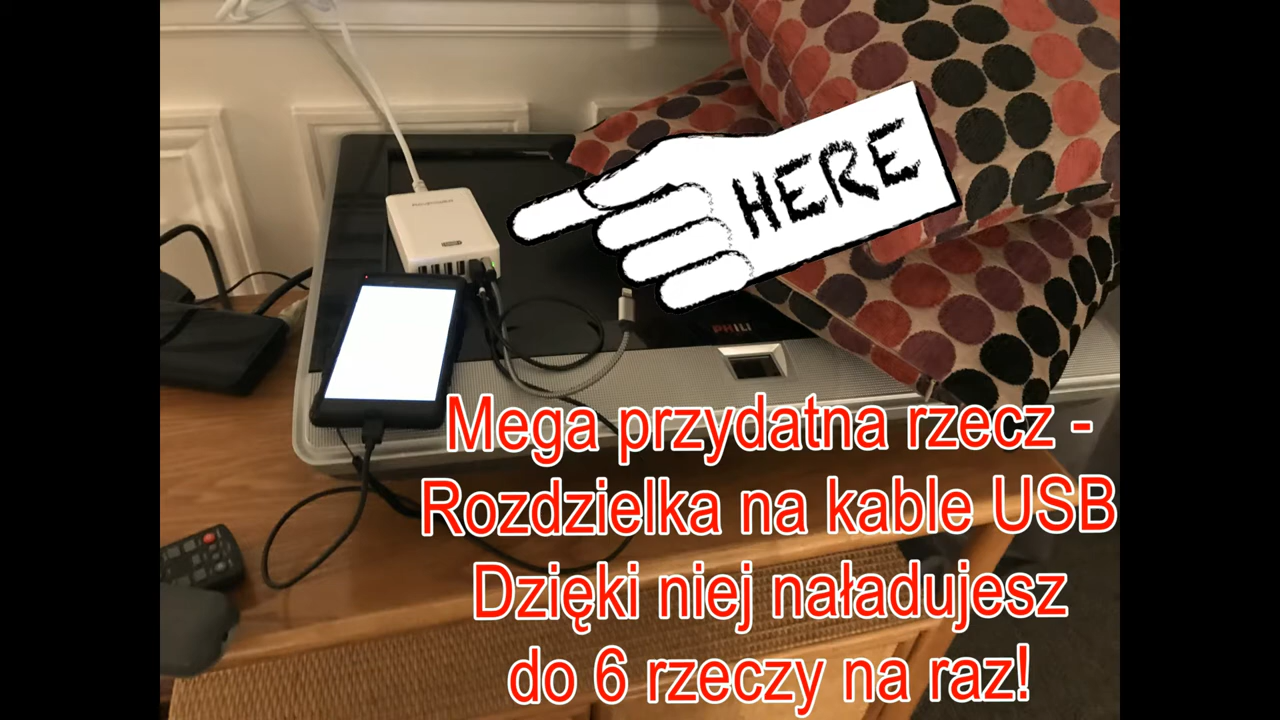 HERE
PHILI
Mega przydatna rzecz -
Rozdzielka na kable USB
Dzięki niej naładujesz
do 6 rzeczy na raz!